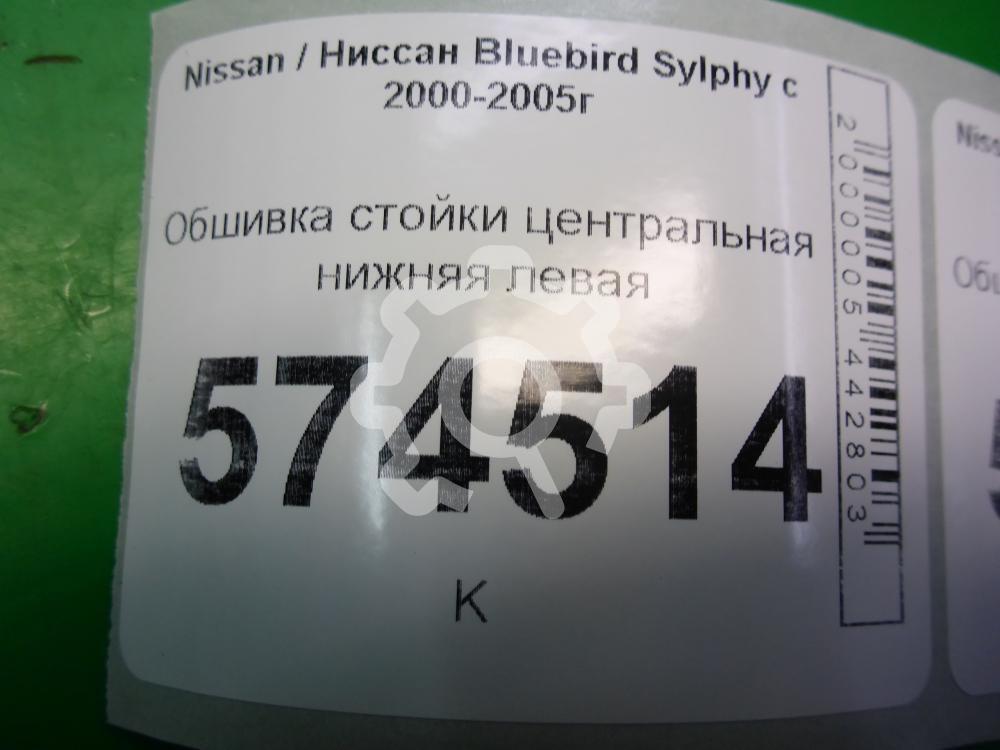 Nissan / Ниссан Bluebird Sylphy с
2000-2005г
Обшивка стойки центральная
нижняя левая
574514
К
2000005442803